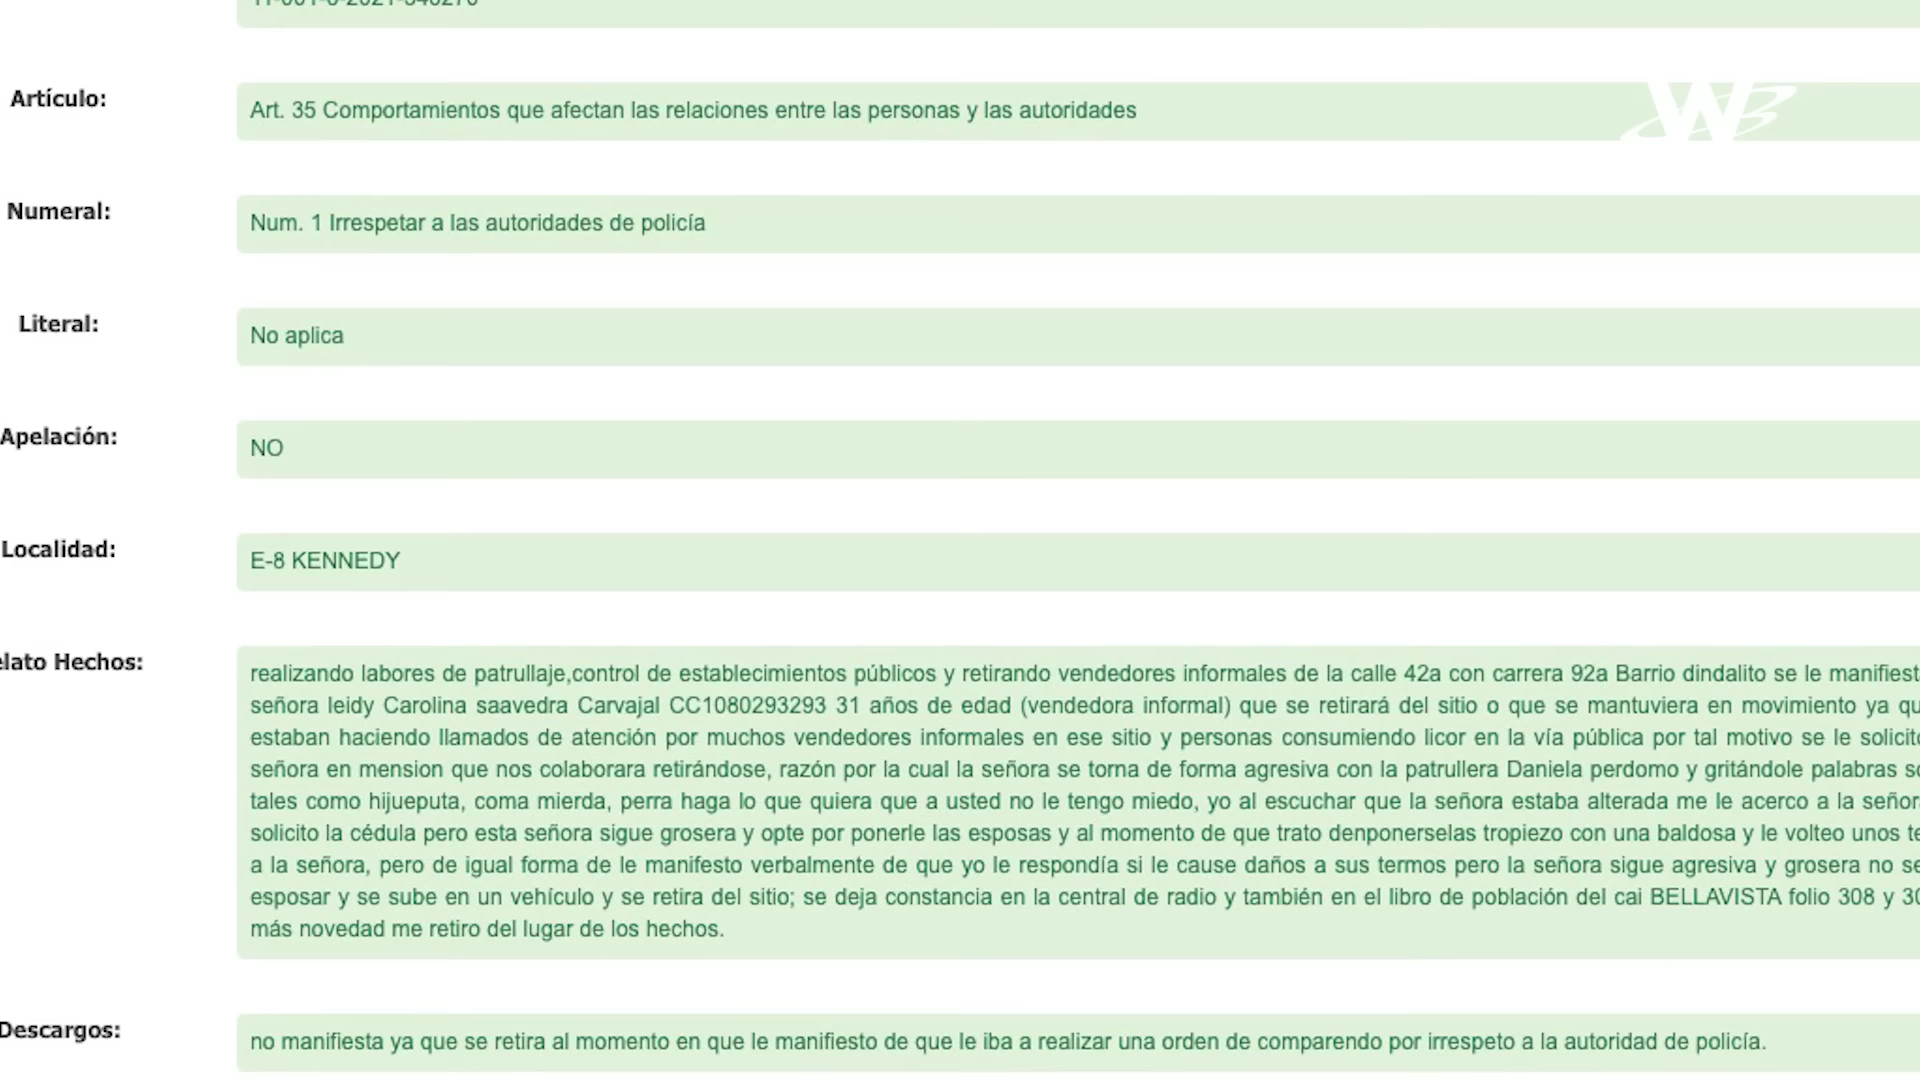 Artículo:
Art. 35 Comportamientos que afectan las relaciones entre las personas y las autoridades
W
Numeral:
Num. 1 Irrespetar a las autoridades de policía
Literal:
No aplica
Apelación:
NO
Localidad:
E-8 KENNEDY
elato Hechos:
realizando labores de patrullaje,control de establecimientos públicos y retirando vendedores informales de la calle 42a con carrera 92a Barrio dindalito se le manifiest
señora leidy Carolina saavedra Carvajal CC1080293293 31 años de edad (vendedora informal) que se retirará del sitio o que se mantuviera en movimiento ya qu
estaban haciendo llamados de atención por muchos vendedores informales en ese sitio y personas consumiendo licor en la vía pública por tal motivo se le solicit
señora en mension que nos colaborara retirándose, razón por la cual la señora se torna de forma agresiva con la patrullera Daniela perdomo y gritándole palabras
tales como hijueputa, coma mierda, perra haga lo que quiera que a usted no le tengo miedo, yo al escuchar que la señora estaba alterada me le acerco a la señor
solicito la cédula pero esta señora sigue grosera y opte por ponerle las esposas y al momento de que trato denponerselas tropiezo con una baldosa y le volteo unos
a la señora, pero de igual forma de le manifesto verbalmente de que yo le respondía si le cause daños a sus termos pero la señora sigue agresiva y grosera no se
esposar y se sube en un vehículo y se retira del sitio; se deja constancia en la central de radio y también en el libro de población del cai BELLAVISTA folio 308 y
más novedad me retiro del lugar de los hechos.
Descargos:
no manifiesta ya que se retira al momento en que le manifiesto de que le iba a realizar una orden de comparendo por irrespeto a la autoridad de policía.